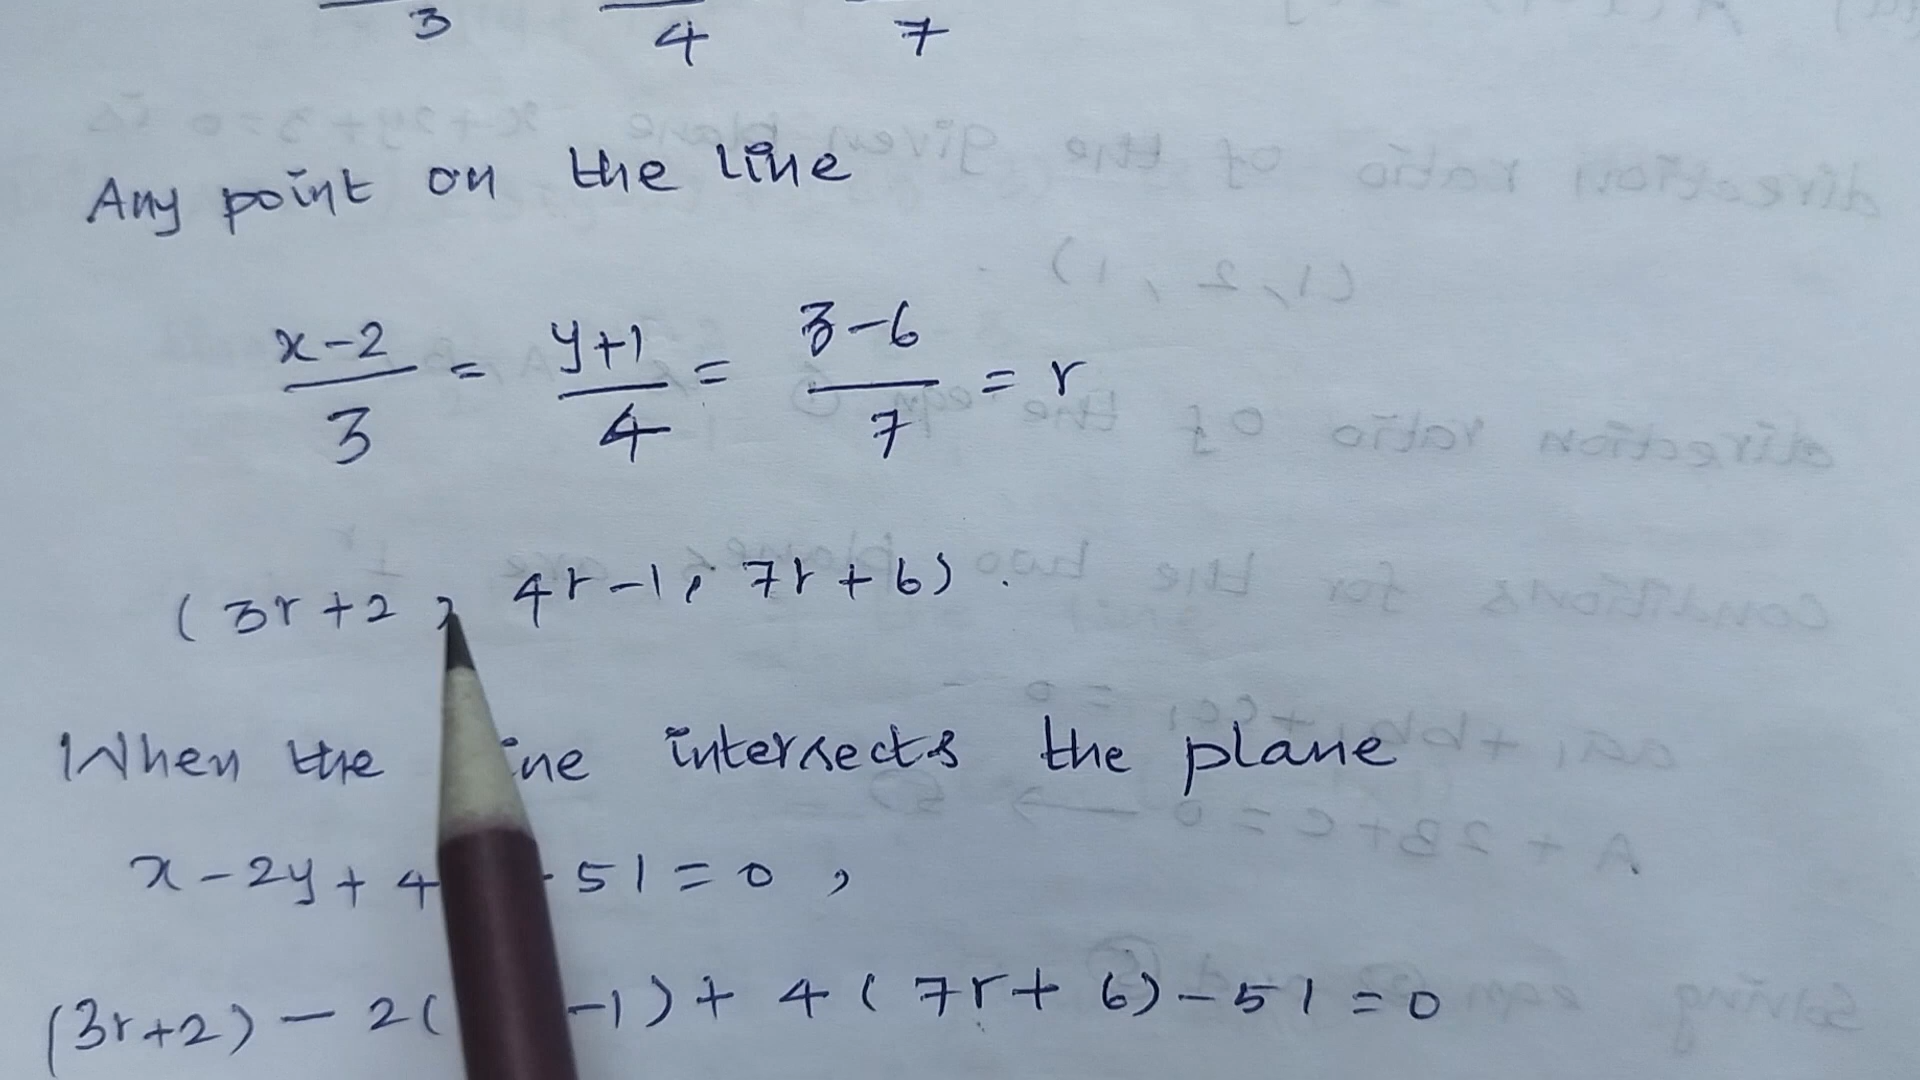 3 4 7
Any point on the line
x-2/3 = y+1/4 = z-6/7 = r
(3r+2, 4r-1, 7r+6).
When the ine intersects the plane
x-2y+4 -51=0,
(3r+2)-2( -1)+4(7r+6)-51=0